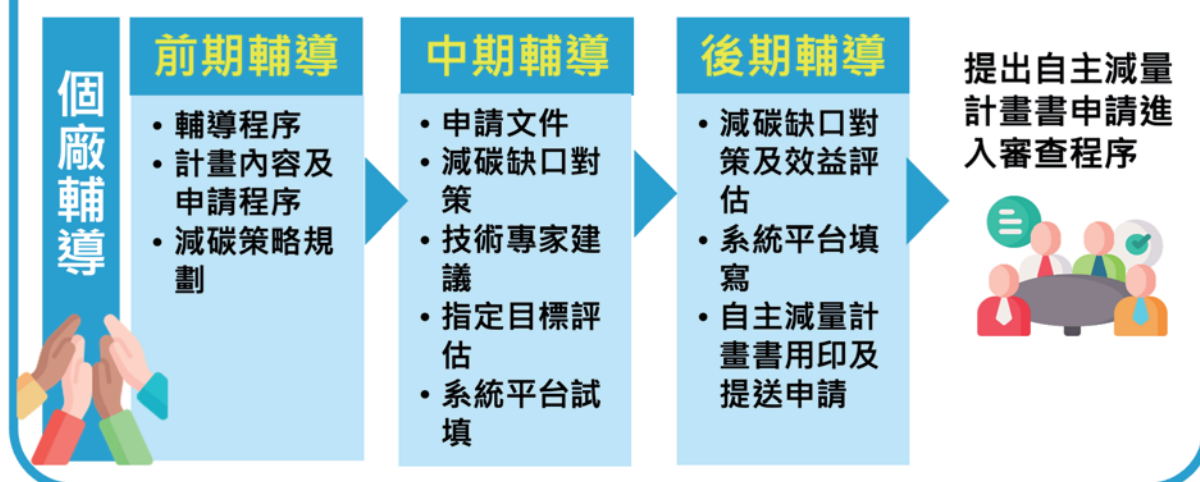 個廠輔導
前期輔導
• 輔導程序
• 計畫內容及
申請程序
• 減碳策略規
劃
中期輔導
• 申請文件
• 減碳缺口對
策
• 技術專家建
議
• 指定目標評
估
• 系統平台試
填
後期輔導
• 減碳缺口對
策及效益評
估
• 系統平台填
寫
• 自主減量計
畫書用印及
提送申請
提出自主減量
計畫書申請進
入審查程序